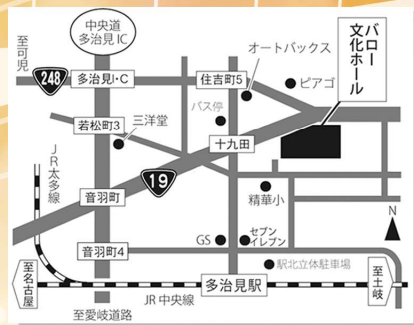 中央道
多治見IC
至可児
248
多治見I・C
住吉町5
オートバックス
ピアゴ
バロー
文化ホール
バス停
若松町3
三洋堂
十九田
JR太多線
19
音羽町
精華小
N
音羽町4
GS
セブン
イレブン
駅北立体駐車場
至名古屋
多治見駅
至土岐
JR中央線
至愛岐道路